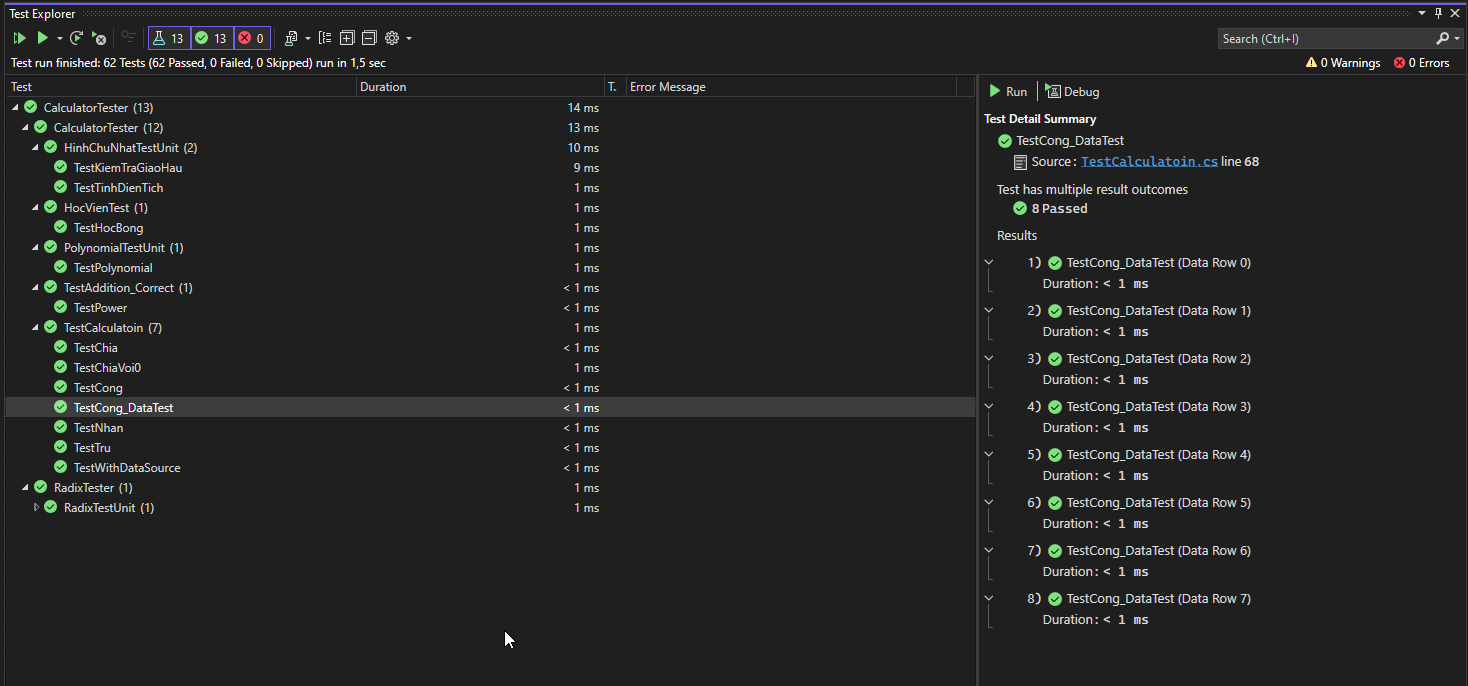 Test Explorer
13 13 0
Search (Ctrl+I)
Test run finished: 62 Tests (62 Passed, 0 Failed, 0 Skipped) run in 1,5 sec
0 Warnings 0 Errors
Test Duration T. Error Message
CalculatorTester (13) 14 ms
CalculatorTester (12) 13 ms
HinhChuNhatTestUnit (2) 10 ms
TestKiemTraGiaoHau 9 ms
TestTinhDienTich 1 ms
HocVienTest (1) 1 ms
TestHocBong 1 ms
PolynomialTestUnit (1) 1 ms
TestPolynomial 1 ms
TestAddition_Correct (1) < 1 ms
TestPower < 1 ms
TestCalculatoin (7) 1 ms
TestChia < 1 ms
TestChiaVoi0 1 ms
TestCong < 1 ms
TestCong_DataTest < 1 ms
TestNhan < 1 ms
TestTru < 1 ms
TestWithDataSource < 1 ms
RadixTester (1) 1 ms
RadixTestUnit (1) 1 ms
Run Debug
Test Detail Summary
TestCong_DataTest
Source: TestCalculatoin.cs line 68
Test has multiple result outcomes
8 Passed
Results
1) TestCong_DataTest (Data Row 0)
Duration: < 1 ms
2) TestCong_DataTest (Data Row 1)
Duration: < 1 ms
3) TestCong_DataTest (Data Row 2)
Duration: < 1 ms
4) TestCong_DataTest (Data Row 3)
Duration: < 1 ms
5) TestCong_DataTest (Data Row 4)
Duration: < 1 ms
6) TestCong_DataTest (Data Row 5)
Duration: < 1 ms
7) TestCong_DataTest (Data Row 6)
Duration: < 1 ms
8) TestCong_DataTest (Data Row 7)
Duration: < 1 ms